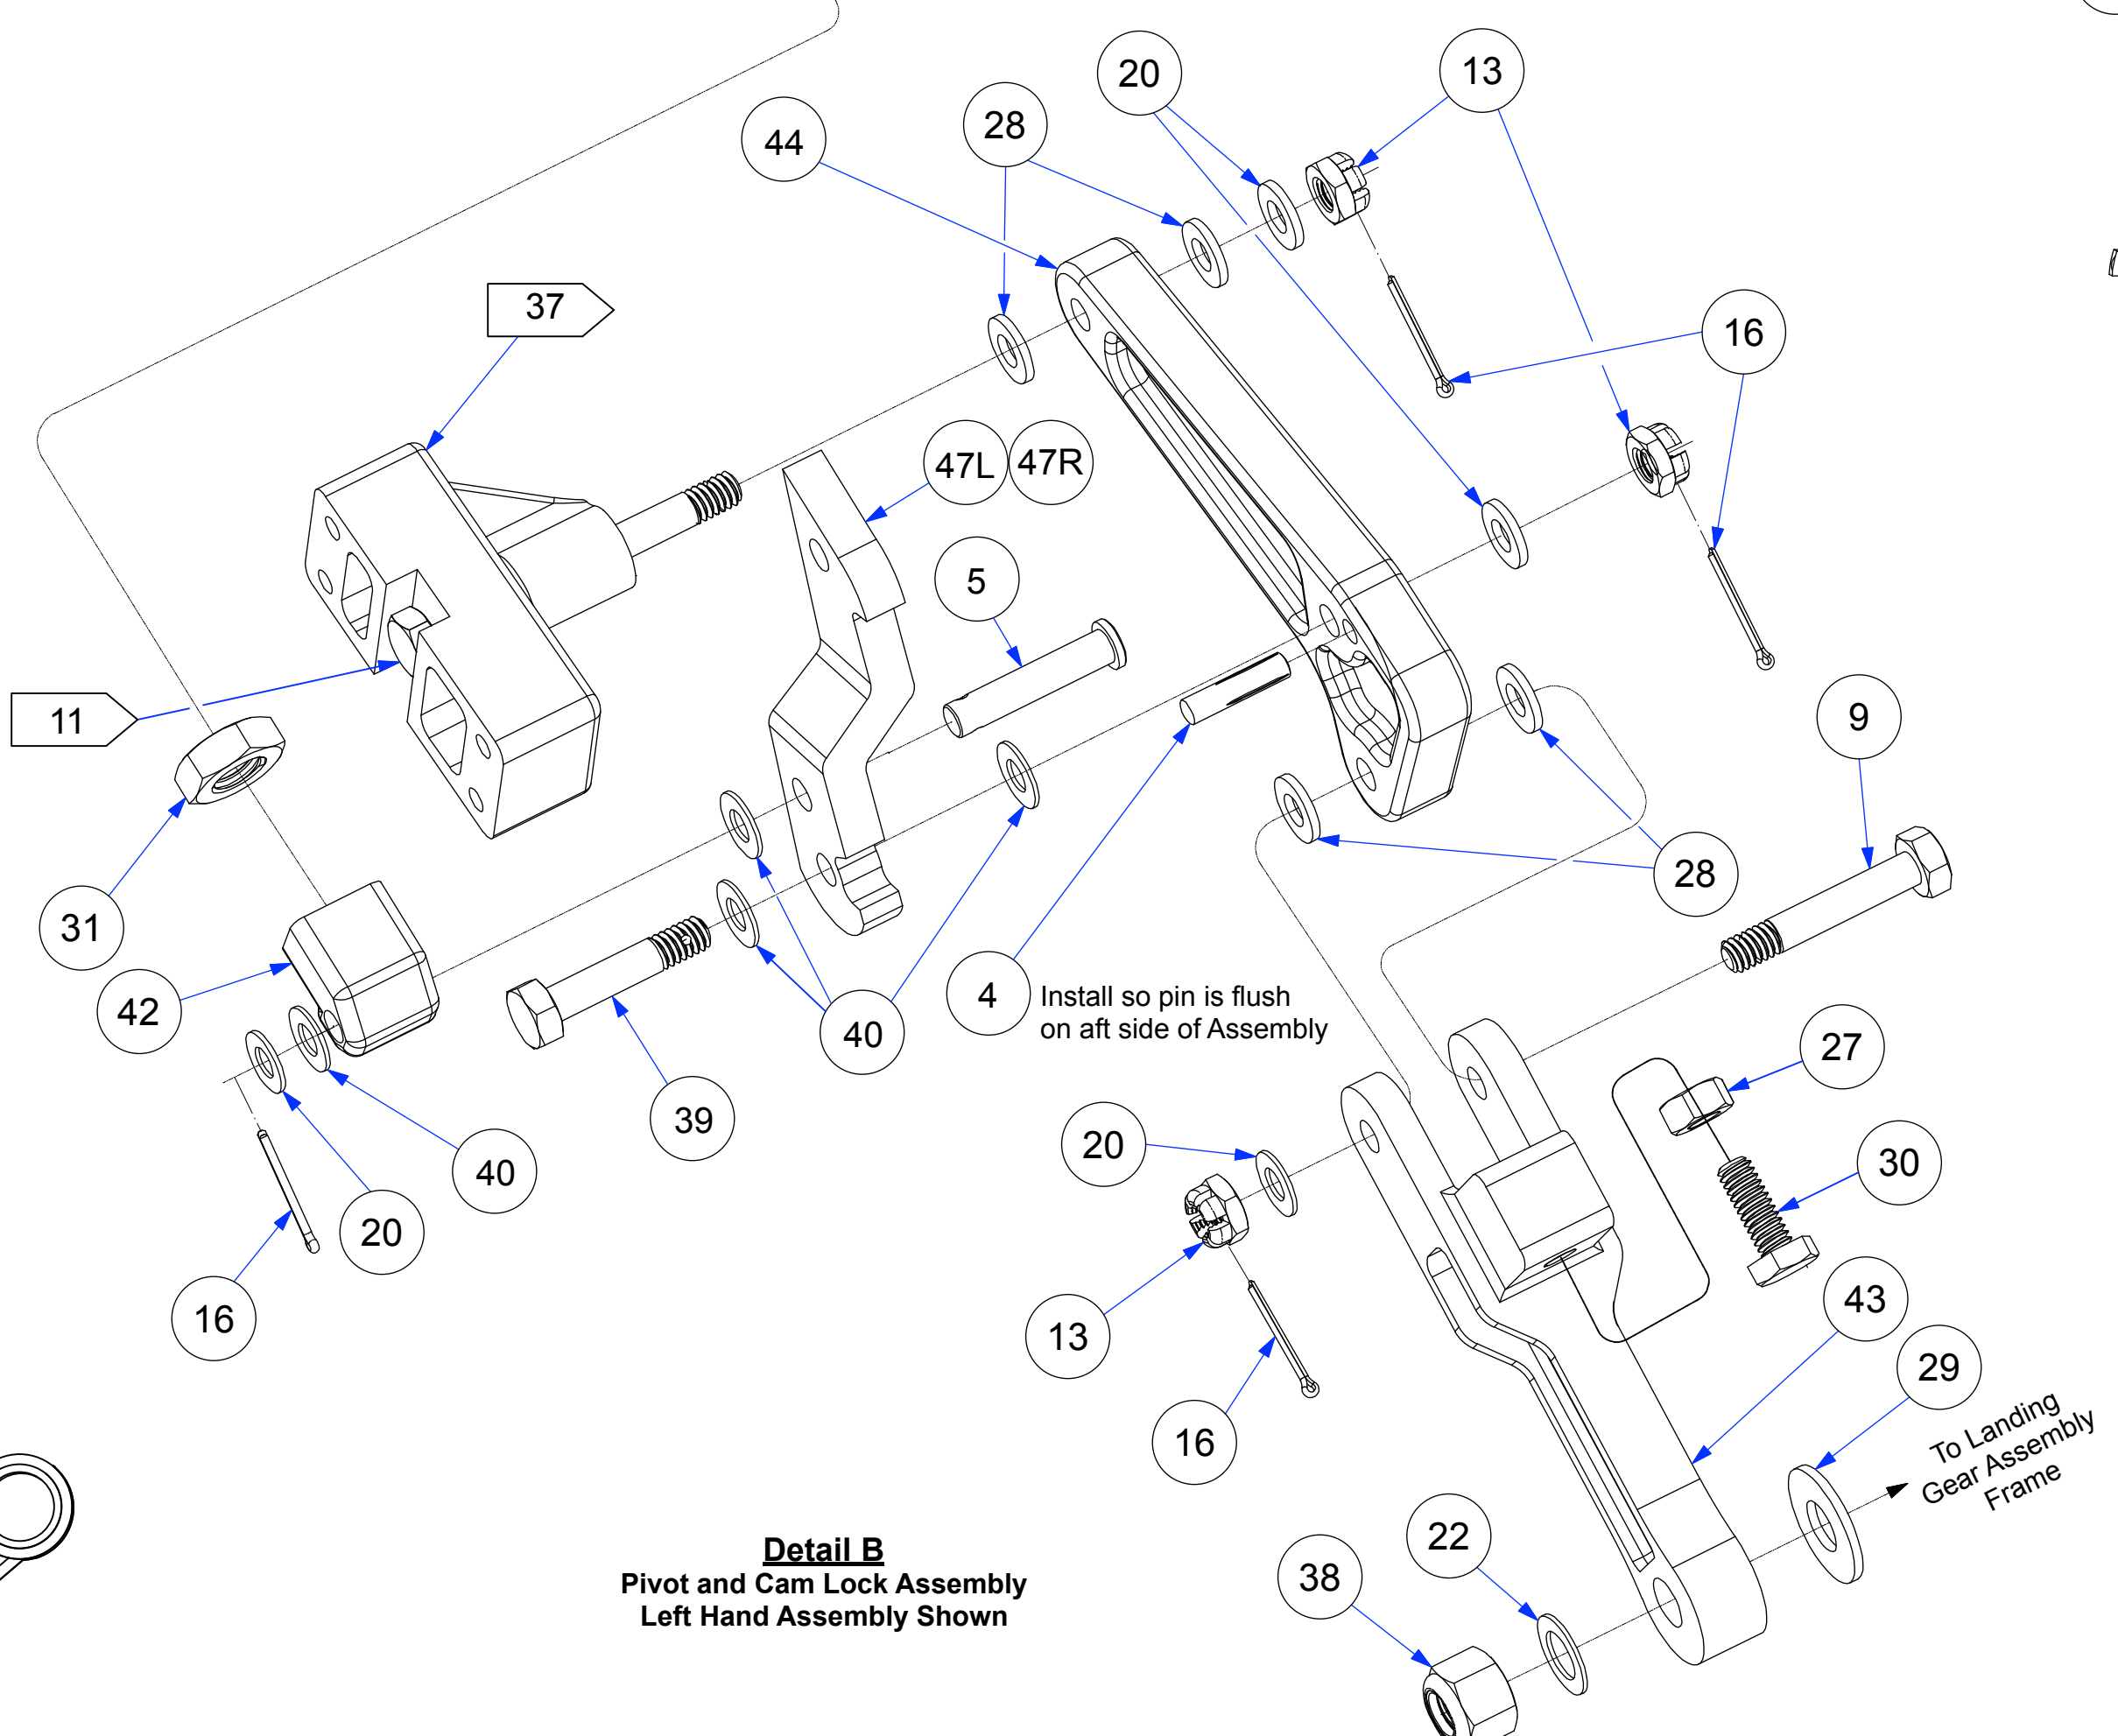 20
13
28
44
37
16
47L
47R
5
11
9
28
31
42
4
Install so pin is flush
on aft side of Assembly
40
27
39
20
40
30
20
16
13
43
29
16
To Landing
Gear Assembly
Frame
22
38
Detail B
Pivot and Cam Lock Assembly
Left Hand Assembly Shown